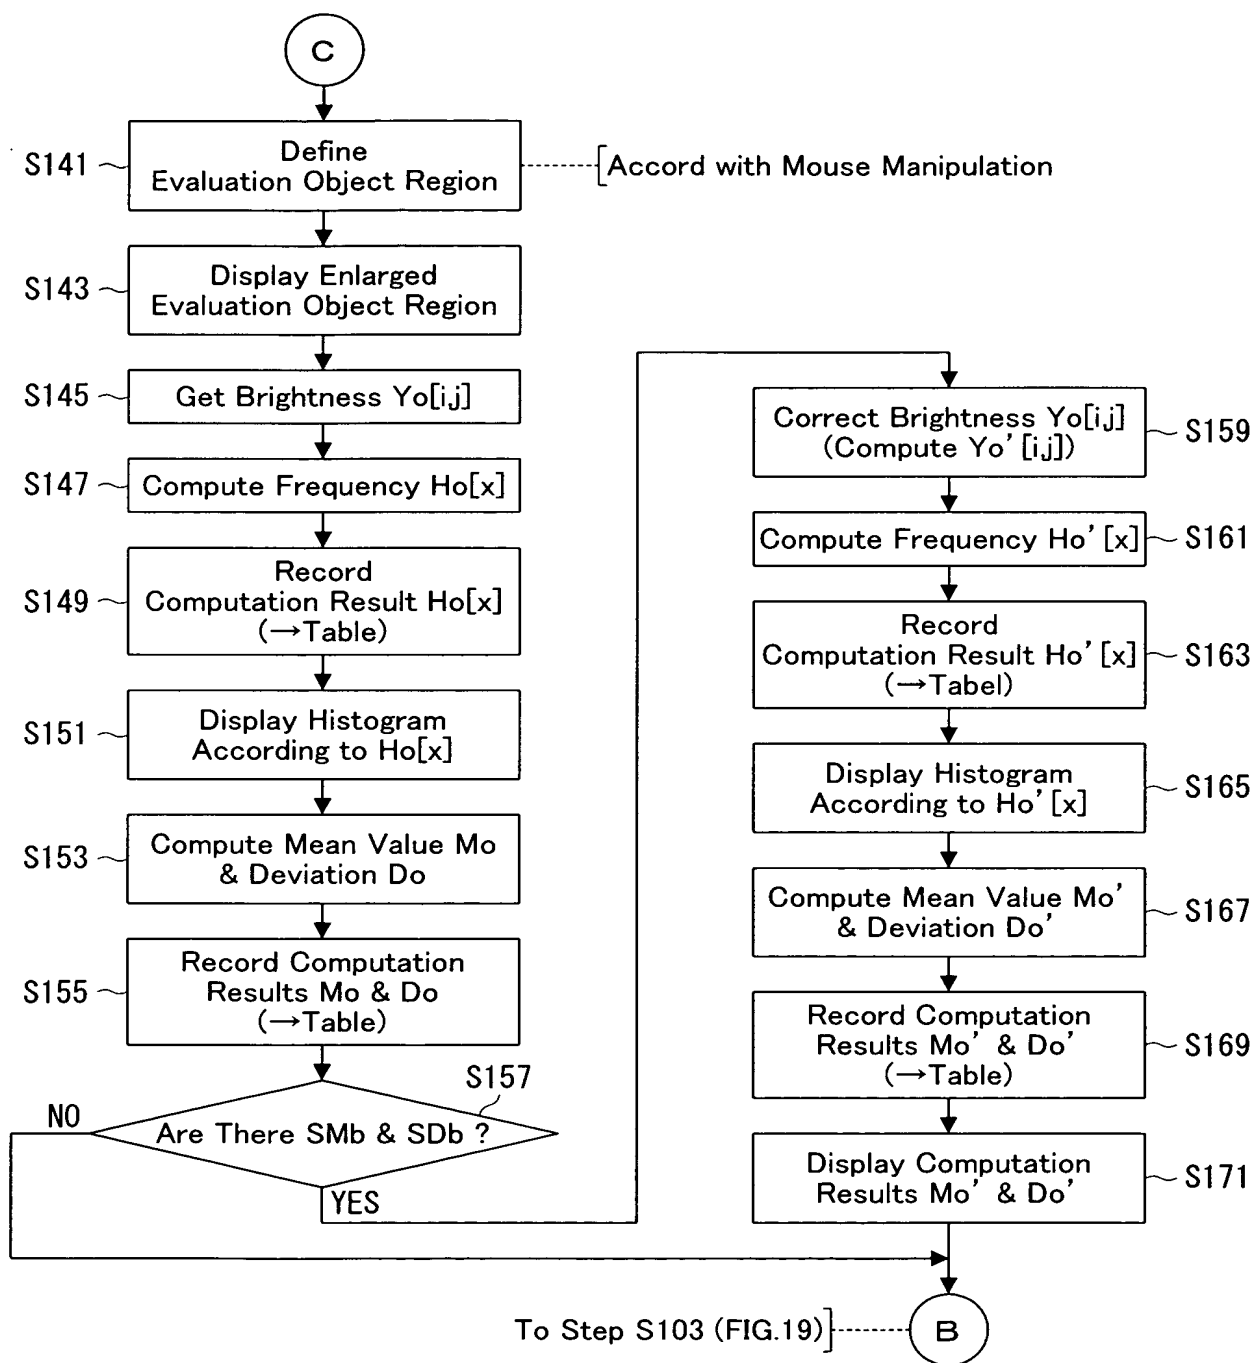 C
S141
Define
Evaluation Object Region
Accord with Mouse Manipulation
S143
Display Enlarged
Evaluation Object Region
S145
Get Brightness Yo[i,j]
S147
Compute Frequency Ho[x]
S149
Record
Computation Result Ho[x]
(→Table)
S151
Display Histogram
According to Ho[x]
S153
Compute Mean Value Mo
& Deviation Do
S155
Record Computation
Results Mo & Do
(→Table)
S157
NO
Are There SMb & SDb ?
YES
Correct Brightness Yo[i,j]
(Compute Yo' [i,j])
S159
Compute Frequency Ho' [x]
S161
Record
Computation Result Ho' [x]
(→Tabel)
S163
Display Histogram
According to Ho' [x]
S165
Compute Mean Value Mo'
& Deviation Do'
S167
Record Computation
Results Mo' & Do'
(→Table)
S169
Display Computation
Results Mo' & Do'
S171
To Step S103 (FIG.19)
B